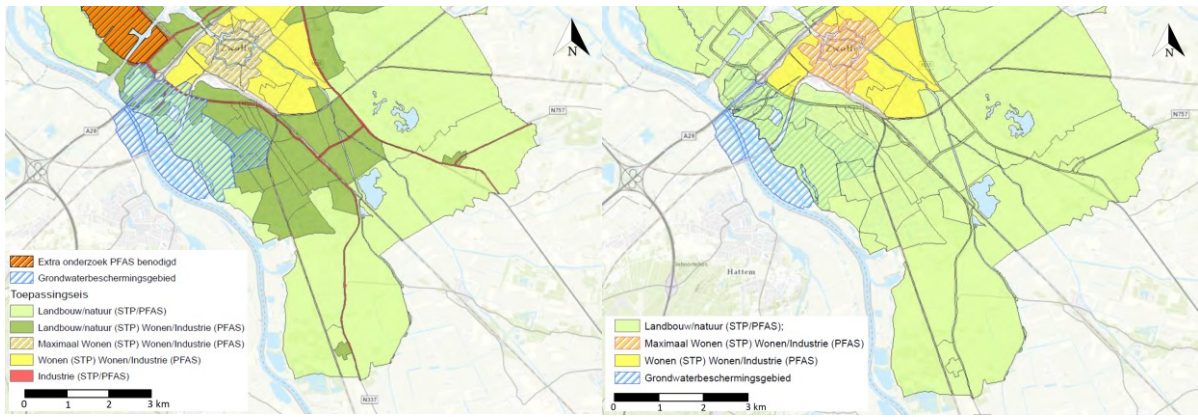 Zwolle
N
N757
A28
Extra onderzoek PFAS benodigd
Grondwaterbeschermingsgebied
Toepassingseis
Landbouw/natuur (STP/PFAS)
Landbouw/natuur (STP) Wonen/Industrie (PFAS)
Maximaal Wonen (STP) Wonen/Industrie (PFAS)
Wonen (STP) Wonen/Industrie (PFAS)
Industrie (STP/PFAS)
0 1 2 3 km
N337
Zwolle
N
N757
A28
Hattem
Landbouw/natuur (STP/PFAS);
Maximaal Wonen (STP) Wonen/Industrie (PFAS)
Wonen (STP) Wonen/Industrie (PFAS)
Grondwaterbeschermingsgebied
0 1 2 3 km